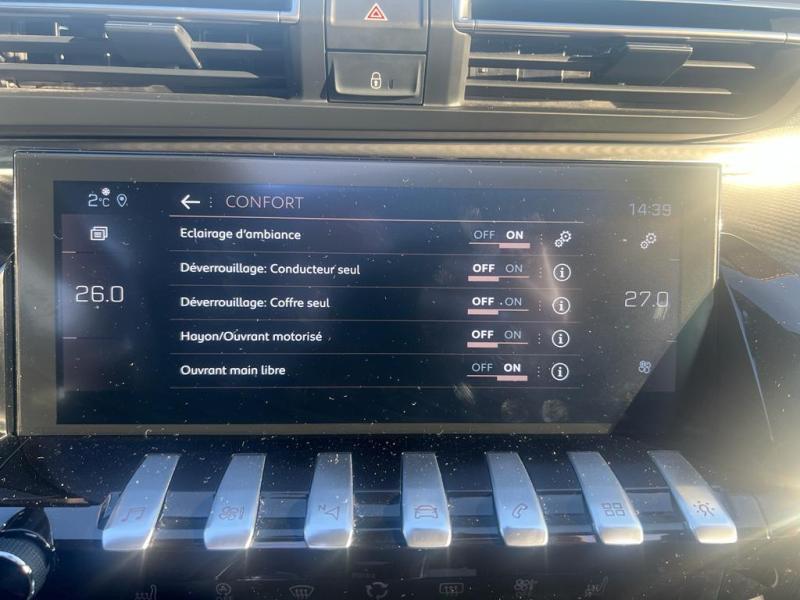 2°C
CONFORT
14:39
Eclairage d'ambiance OFF ON
Déverrouillage: Conducteur seul OFF ON
26.0
27.0
Déverrouillage: Coffre seul OFF ON
Hayon/Ouvrant motorisé OFF ON
Ouvrant main libre OFF ON
N